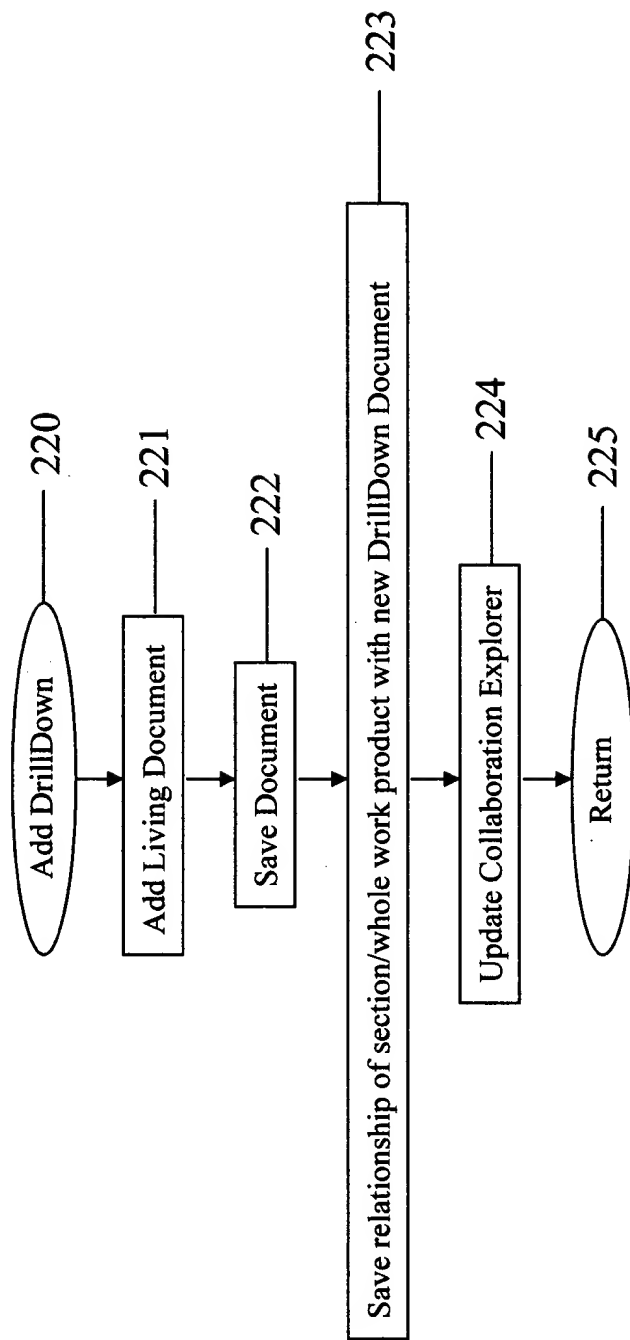 Add DrillDown
220
Add Living Document
221
Save Document
222
Save relationship of section/whole work product with new DrillDown Document
223
Update Collaboration Explorer
224
Return
225